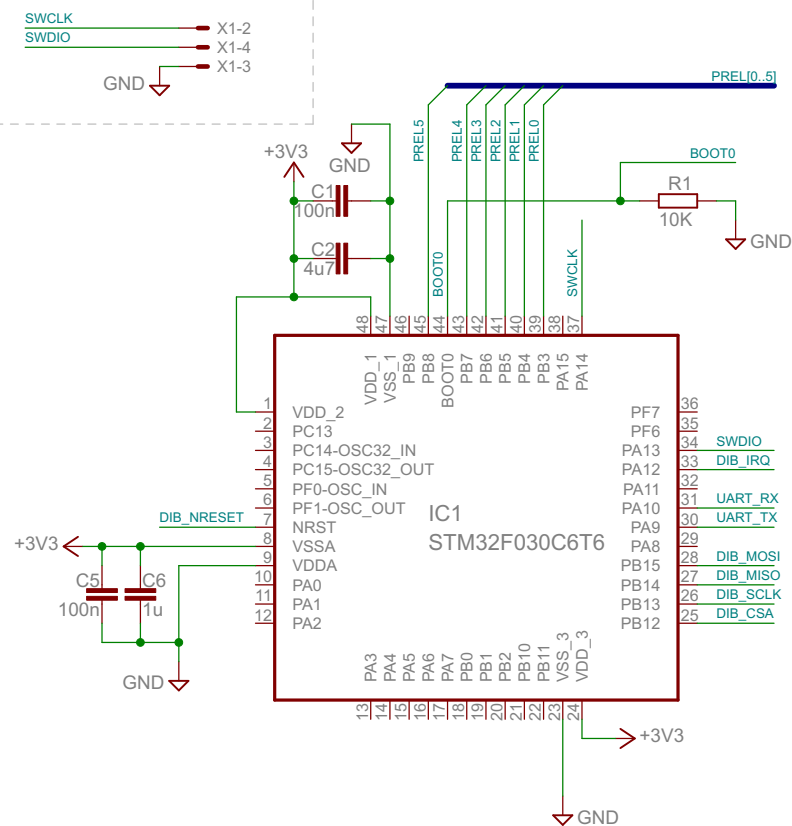 SWCLK
X1-2
SWDIO
X1-4
X1-3
GND
PREL[0..5]
+3V3
GND
C1
100n
C2
4u7
PREL5
PREL4
PREL3
PREL2
PREL1
PREL0
BOOT0
SWCLK
BOOT0
R1
10K
GND
48
47
46
45
44
43
42
41
40
39
38
37
VDD_1
VSS_1
PB9
PB8
BOOT0
PB7
PB6
PB5
PB4
PB3
PA15
PA14
1 VDD_2
2 PC13
3 PC14-OSC32_IN
4 PC15-OSC32_OUT
5 PF0-OSC_IN
6 PF1-OSC_OUT
DIB_NRESET 7 NRST
+3V3 8 VSSA
9 VDDA
10 PA0
11 PA1
12 PA2
C5
100n
C6
1u
GND
IC1
STM32F030C6T6
PF7 36
PF6 35
PA13 34 SWDIO
PA12 33 DIB_IRQ
PA11 32
PA10 31 UART_RX
PA9 30 UART_TX
PA8 29
PB15 28 DIB_MOSI
PB14 27 DIB_MISO
PB13 26 DIB_SCLK
PB12 25 DIB_CSA
PA3
PA4
PA5
PA6
PA7
PB0
PB1
PB2
PB10
PB11
VSS_3
VDD_3
13
14
15
16
17
18
19
20
21
22
23
24
+3V3
GND